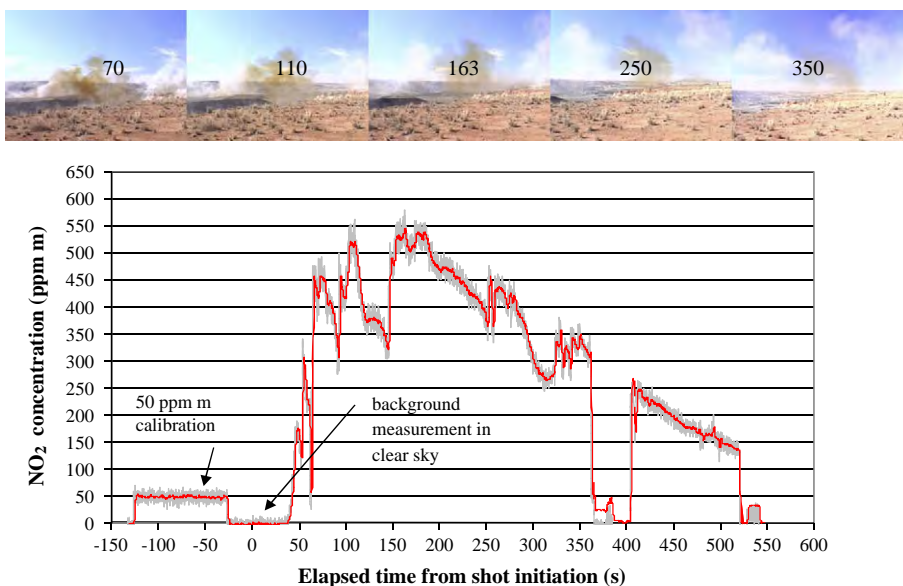 70 110 163 250 350
650
600
550
500
450
400
350
300
250
200
150
100
50
0
NO2 concentration (ppm m)
50 ppm m
calibration
background
measurement in
clear sky
-150 -100 -50 0 50 100 150 200 250 300 350 400 450 500 550 600
Elapsed time from shot initiation (s)